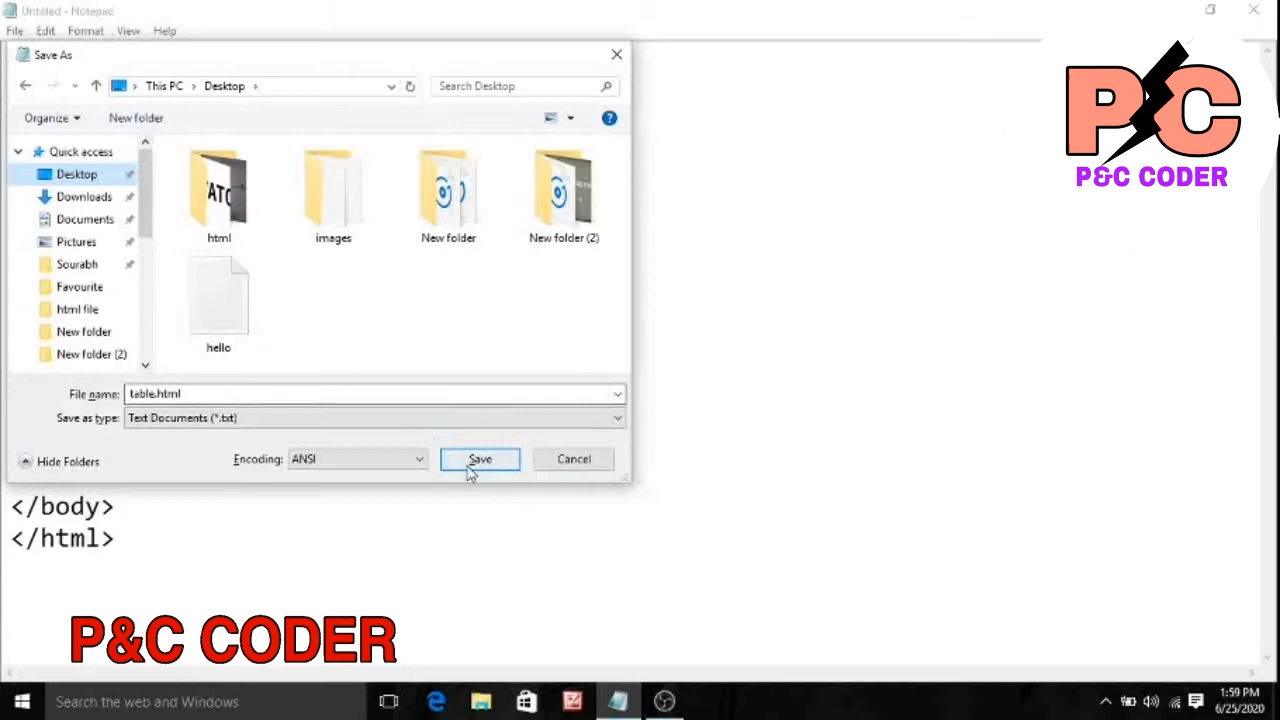 Untitled - Notepad
File Edit Format View Help
Save As
This PC > Desktop >
Search Desktop
Organize
New folder
Quick access
Desktop
Downloads
Documents
Pictures
Sourabh
Favourite
html file
New folder
New folder (2)
html
images
New folder
New folder (2)
hello
File name: table.html
Save as type: Text Documents (*.txt)
Hide Folders
Encoding: ANSI
Save
Cancel
</body>
</html>
P&C CODER
PC
P&C CODER
Search the web and Windows
1:59 PM
6/25/2020